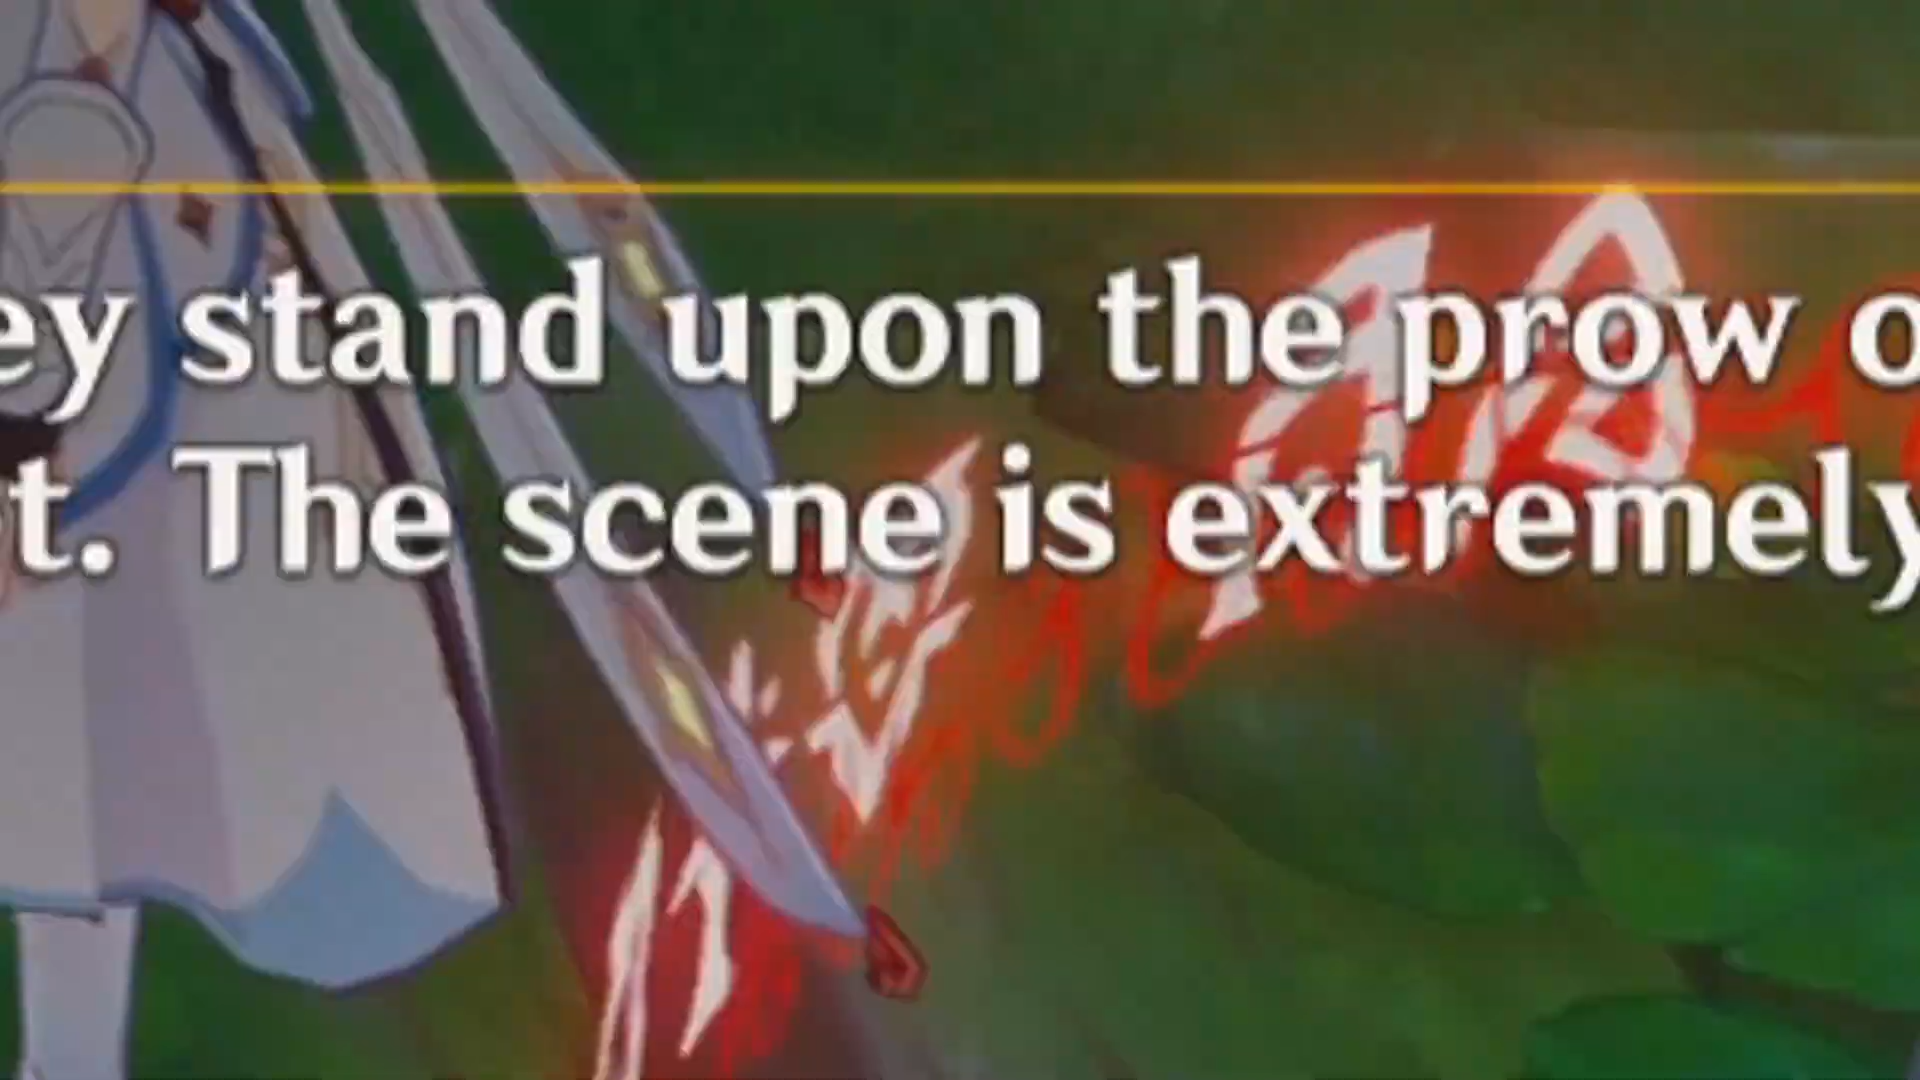 ey stand upon the prow o
t. The scene is extremely